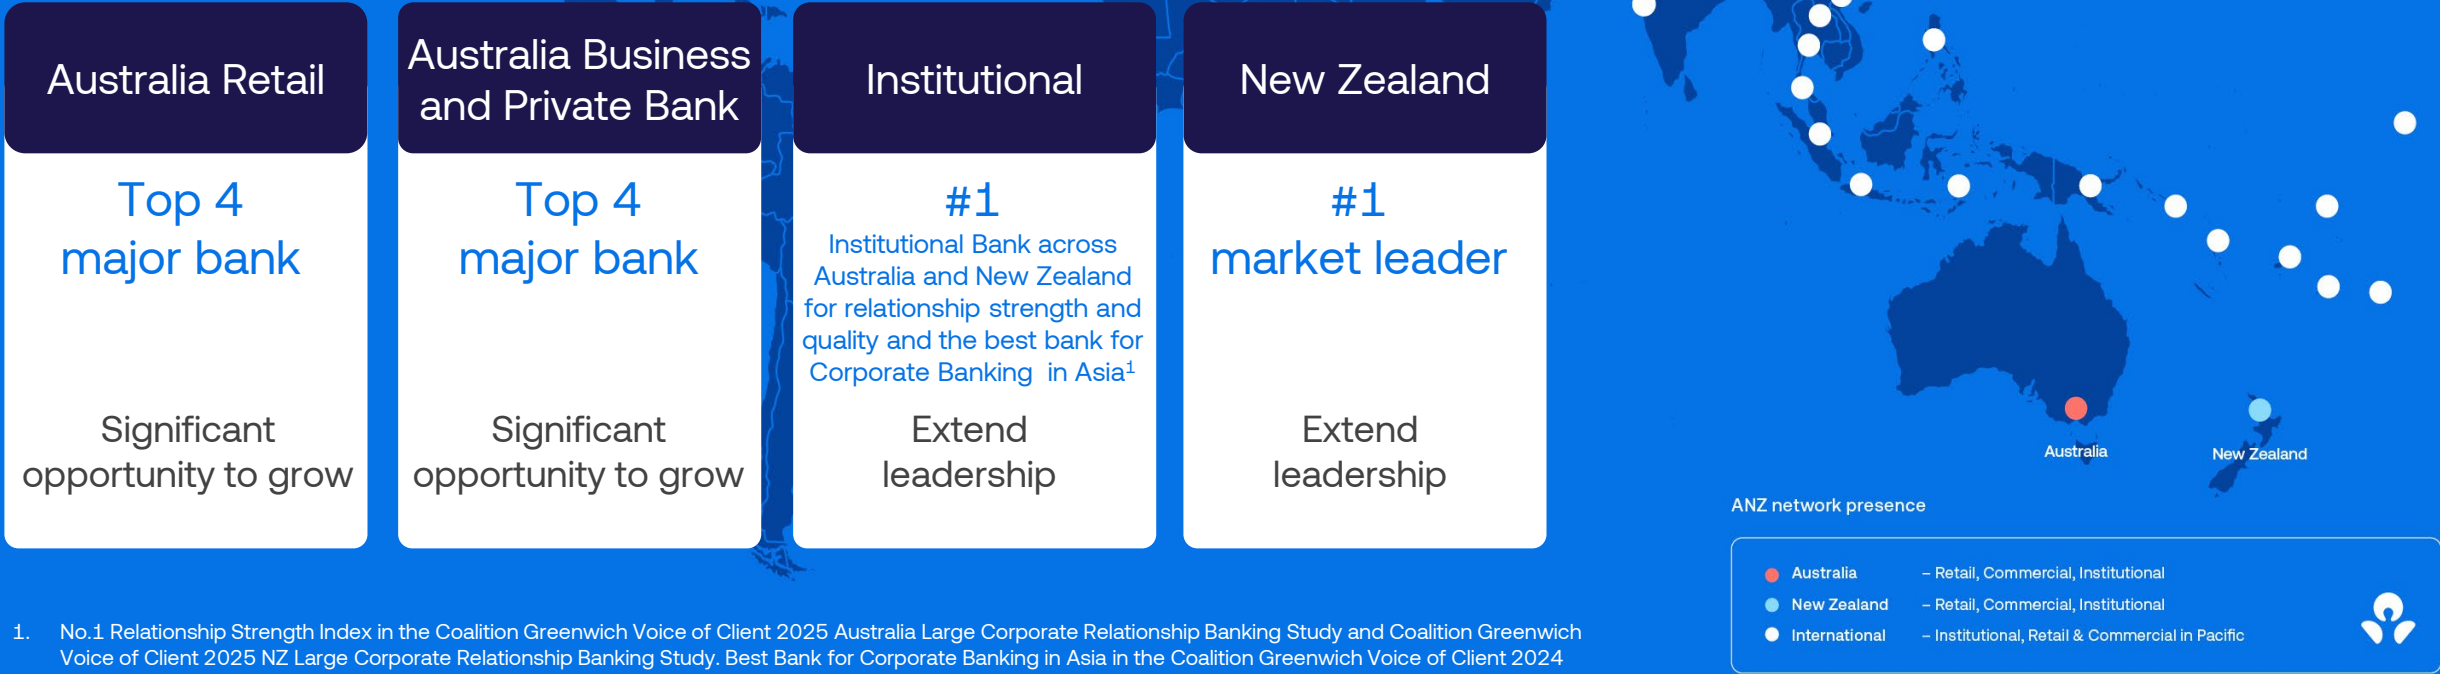 Australia Retail
Top 4
major bank
Significant
opportunity to grow
Australia Business
and Private Bank
Top 4
major bank
Significant
opportunity to grow
Institutional
#1
Institutional Bank across
Australia and New Zealand
for relationship strength and
quality and the best bank for
Corporate Banking  in Asia¹
Extend
leadership
New Zealand
#1
market leader
Extend
leadership
Australia
New Zealand
ANZ network presence
Australia – Retail, Commercial, Institutional
New Zealand – Retail, Commercial, Institutional
International – Institutional, Retail & Commercial in Pacific
1. No.1 Relationship Strength Index in the Coalition Greenwich Voice of Client 2025 Australia Large Corporate Relationship Banking Study and Coalition Greenwich
Voice of Client 2025 NZ Large Corporate Relationship Banking Study. Best Bank for Corporate Banking in Asia in the Coalition Greenwich Voice of Client 2024